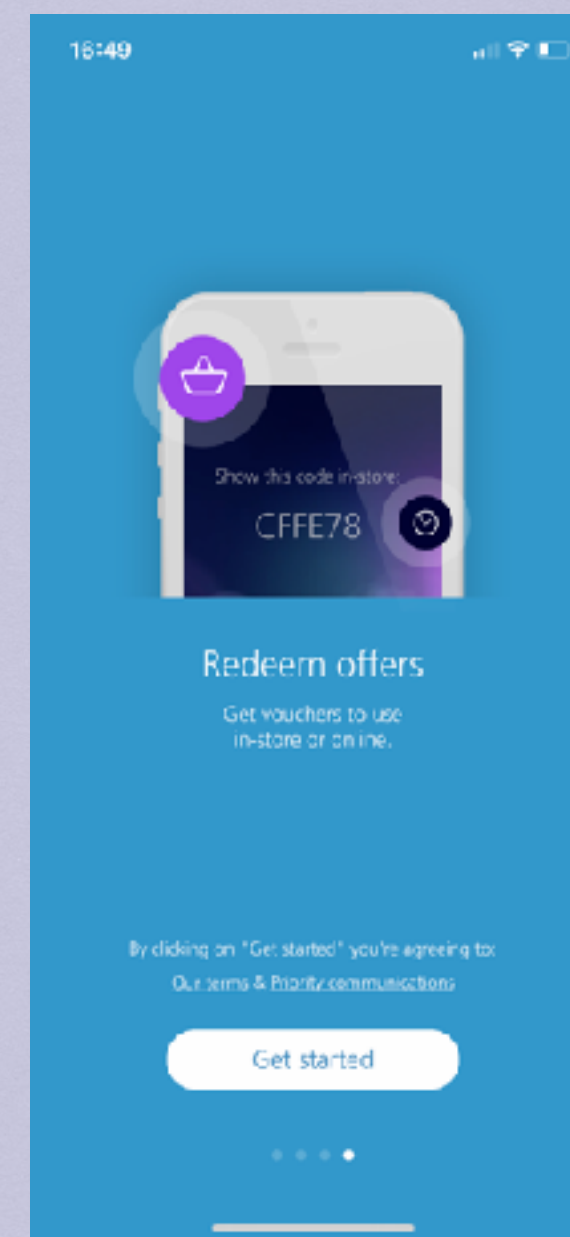 16:49
Show this code in-store:
CFFE78
Redeem offers
Get vouchers to use
in-store or online.
By clicking on "Get started" you're agreeing to:
Our terms & Priority communications
Get started